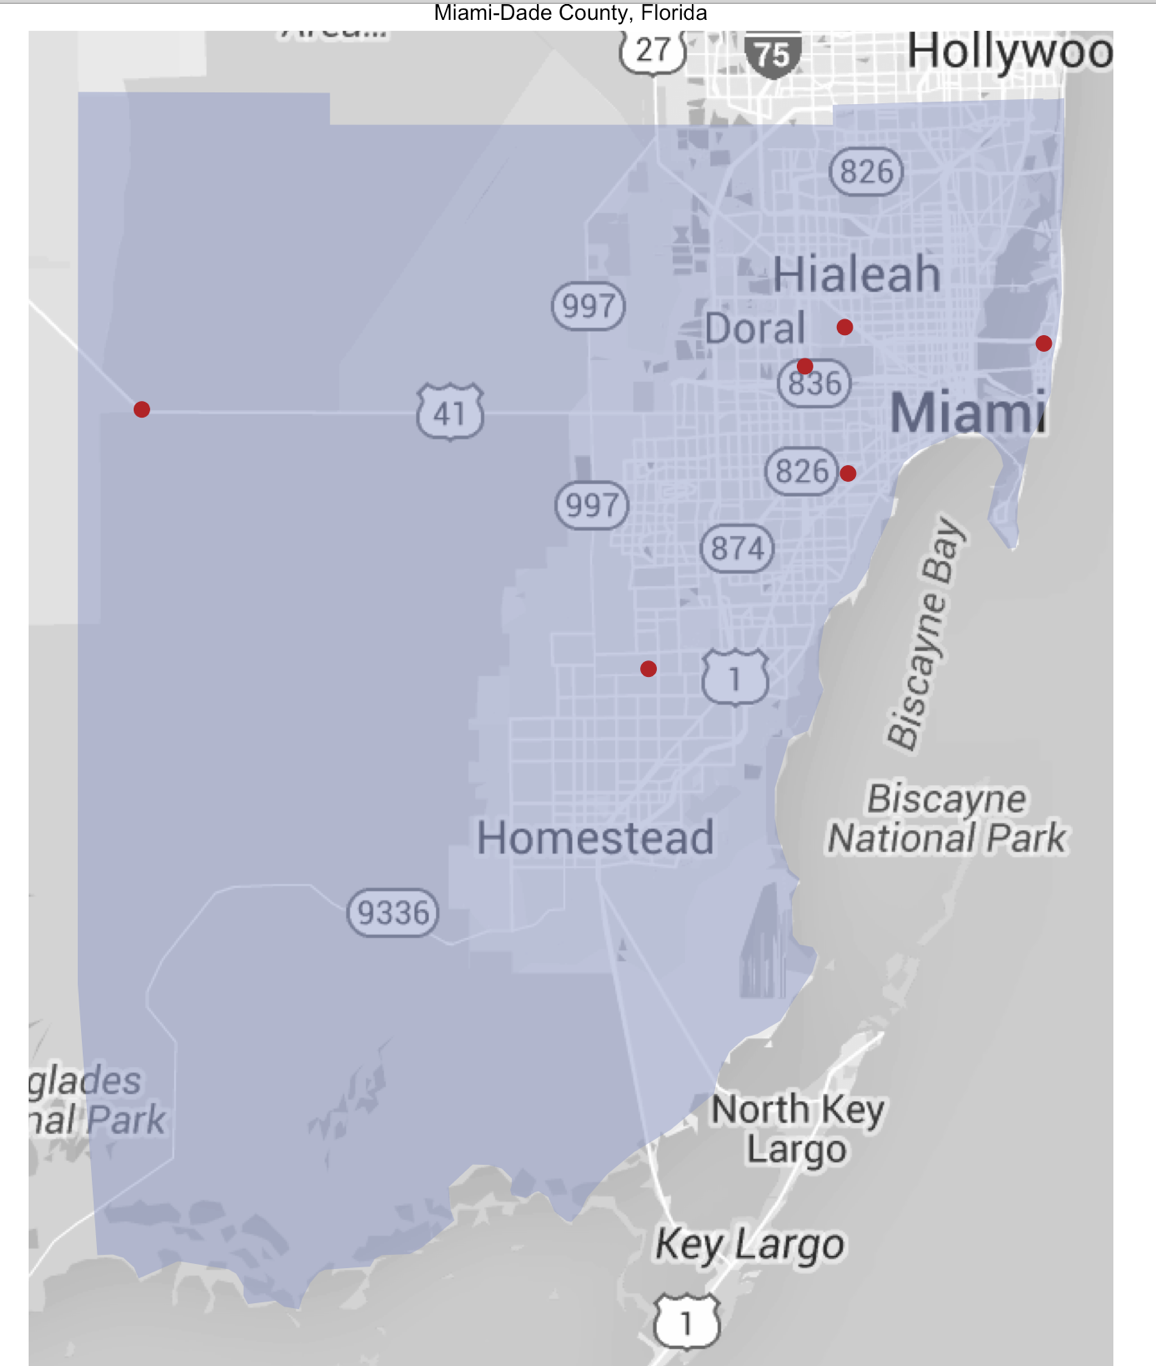 Miami-Dade County, Florida
Area...
27
75
Hollywoo
826
Hialeah
997
Doral
836
41
Miami
826
997
874
Biscayne Bay
1
Biscayne
National Park
Homestead
9336
glades
nal Park
North Key
Largo
Key Largo
1